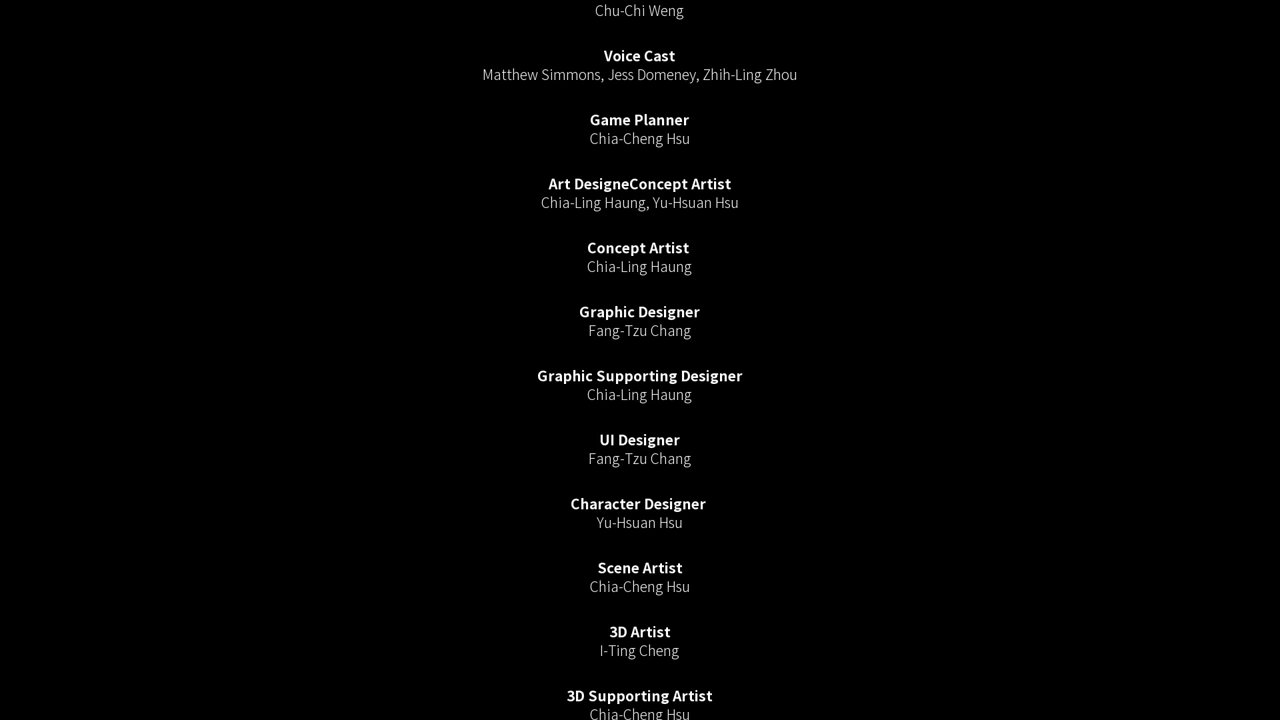 Chu-Chi Weng
Voice Cast
Matthew Simmons, Jess Domeney, Zhih-Ling Zhou
Game Planner
Chia-Cheng Hsu
Art DesigneConcept Artist
Chia-Ling Haung, Yu-Hsuan Hsu
Concept Artist
Chia-Ling Haung
Graphic Designer
Fang-Tzu Chang
Graphic Supporting Designer
Chia-Ling Haung
UI Designer
Fang-Tzu Chang
Character Designer
Yu-Hsuan Hsu
Scene Artist
Chia-Cheng Hsu
3D Artist
I-Ting Cheng
3D Supporting Artist
Chia-Cheng Hsu